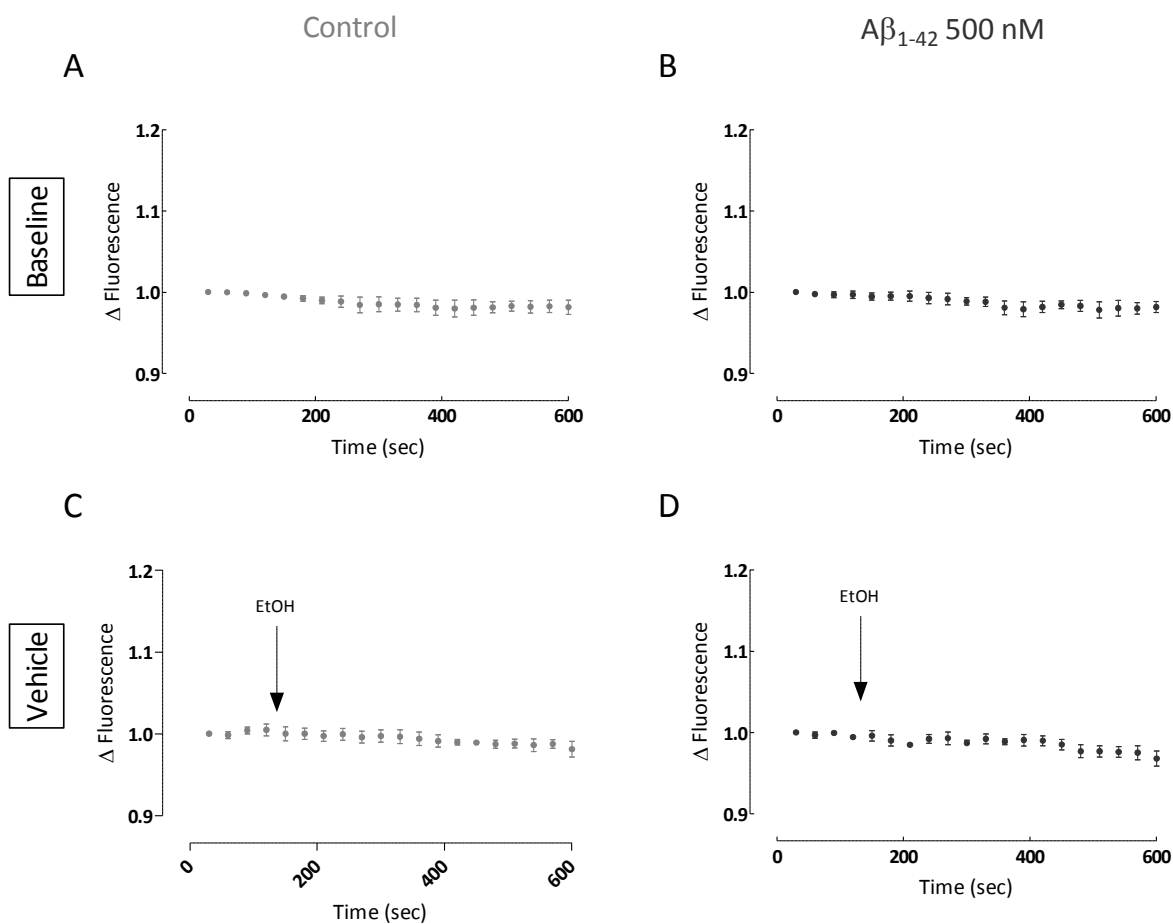 Control
Aβ1-42 500 nM
A
B
Baseline
Δ Fluorescence
1.2
1.1
1.0
0.9
0
200
400
600
Time (sec)
Δ Fluorescence
1.2
1.1
1.0
0.9
0
200
400
600
Time (sec)
C
D
Vehicle
Δ Fluorescence
1.2
1.1
1.0
0.9
EtOH
0
200
400
600
Time (sec)
Δ Fluorescence
1.2
1.1
1.0
0.9
EtOH
0
200
400
600
Time (sec)